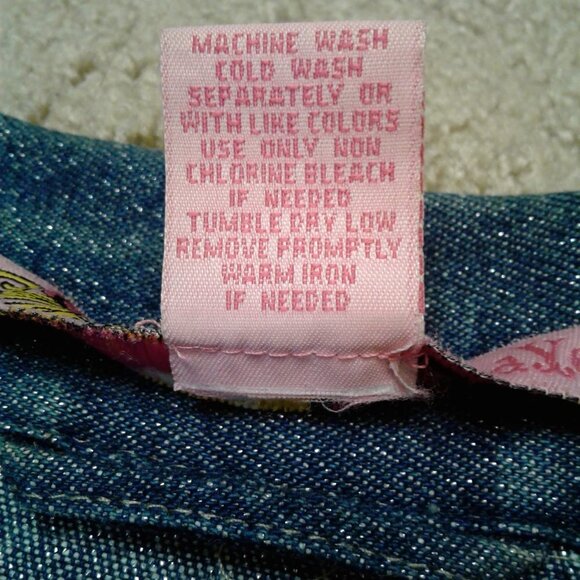 MACHINE WASH
COLD WASH
SEPARATELY OR
WITH LIKE COLORS
USE ONLY NON
CHLORINE BLEACH
IF NEEDED
TUMBLE DRY LOW
REMOVE PROMPTLY
WARM IRON
IF NEEDED